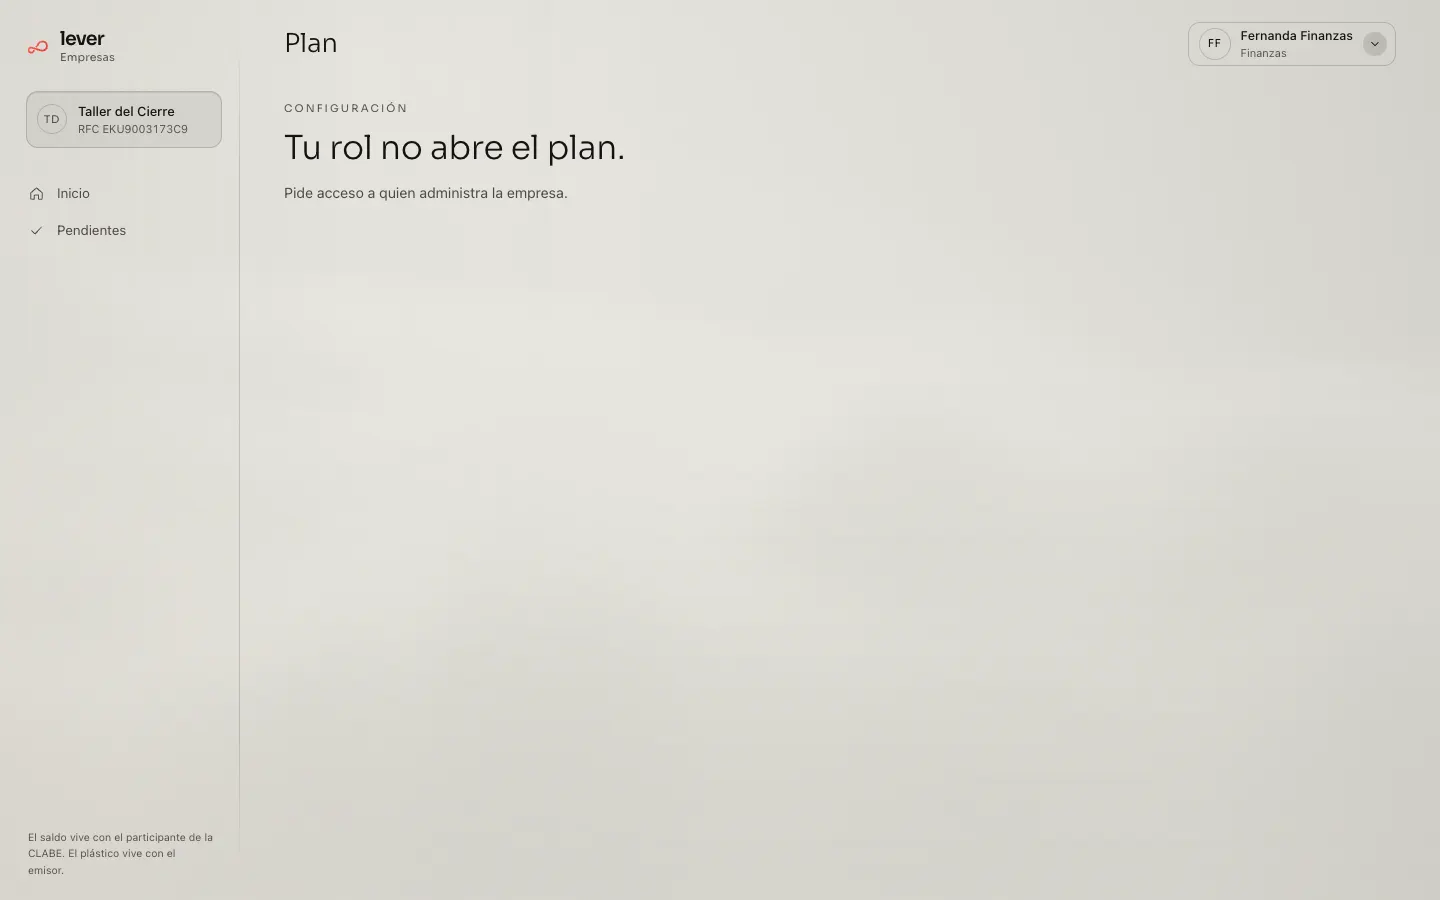 lever
Empresas
TD
Taller del Cierre
RFC EKU9003173C9
Inicio
Pendientes
El saldo vive con el participante de la
CLABE. El plástico vive con el
emisor.
Plan
FF
Fernanda Finanzas
Finanzas
CONFIGURACIÓN
Tu rol no abre el plan.
Pide acceso a quien administra la empresa.